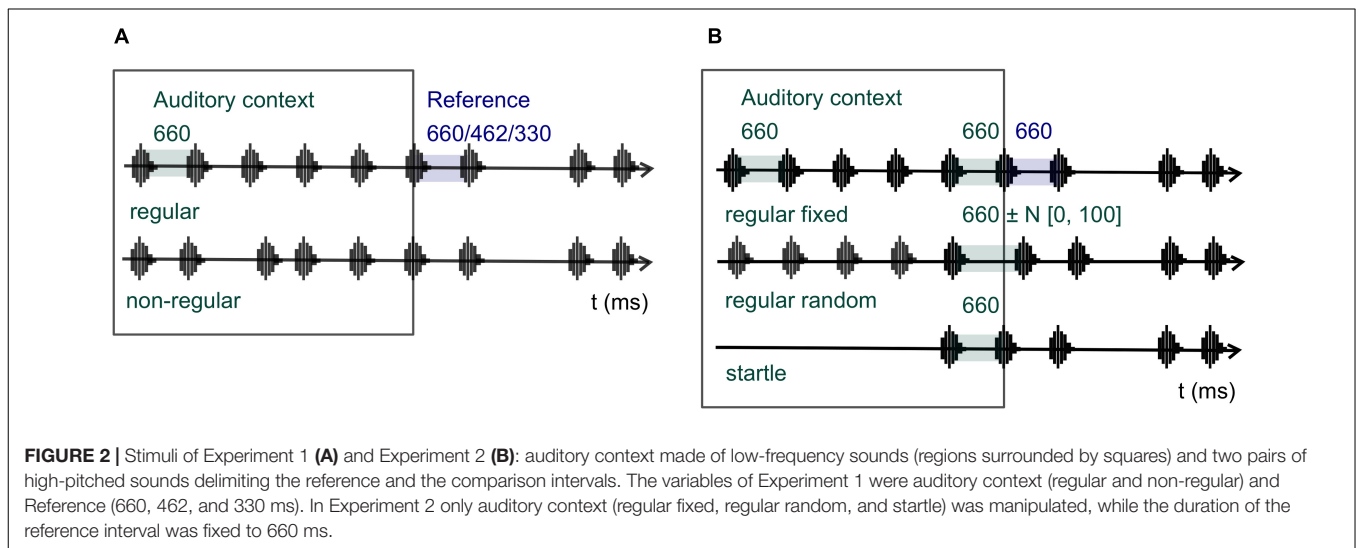 A
Auditory context
660
Reference
660/462/330
regular
non-regular
t (ms)
B
Auditory context
660
660
660
regular fixed
660 ± N [0, 100]
regular random
660
startle
t (ms)
FIGURE 2 | Stimuli of Experiment 1 (A) and Experiment 2 (B): auditory context made of low-frequency sounds (regions surrounded by squares) and two pairs of
high-pitched sounds delimiting the reference and the comparison intervals. The variables of Experiment 1 were auditory context (regular and non-regular) and
Reference (660, 462, and 330 ms). In Experiment 2 only auditory context (regular fixed, regular random, and startle) was manipulated, while the duration of the
reference interval was fixed to 660 ms.